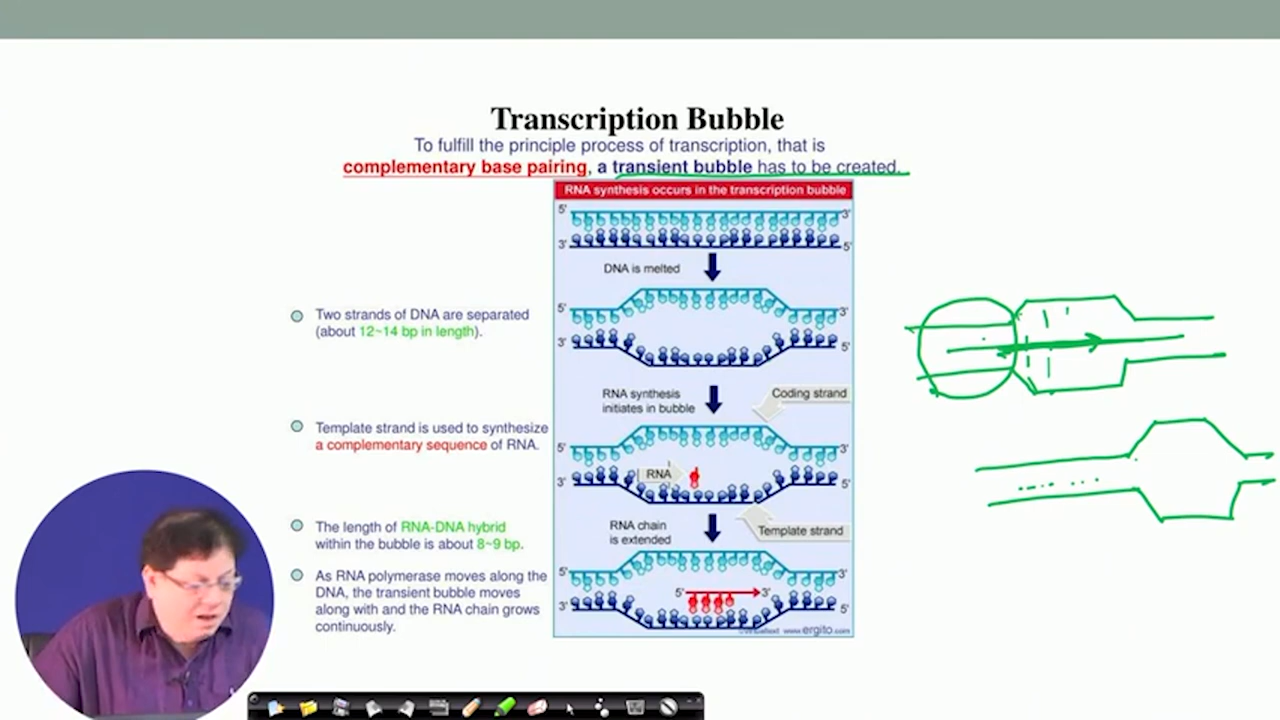 Transcription Bubble
To fulfill the principle process of transcription, that is
complementary base pairing, a transient bubble has to be created.
RNA synthesis occurs in the transcription bubble
5' 3'
3' 5'
DNA is melted
5' 3'
3' 5'
RNA synthesis
initiates in bubble
Coding strand
5' 3'
RNA
3' 5'
RNA chain
is extended
Template strand
5' 3'
5' 3'
3' 5'
www.ergito.com
Two strands of DNA are separated
(about 12~14 bp in length).
Template strand is used to synthesize
a complementary sequence of RNA.
The length of RNA-DNA hybrid
within the bubble is about 8~9 bp.
As RNA polymerase moves along the
DNA, the transient bubble moves
along with and the RNA chain grows
continuously.